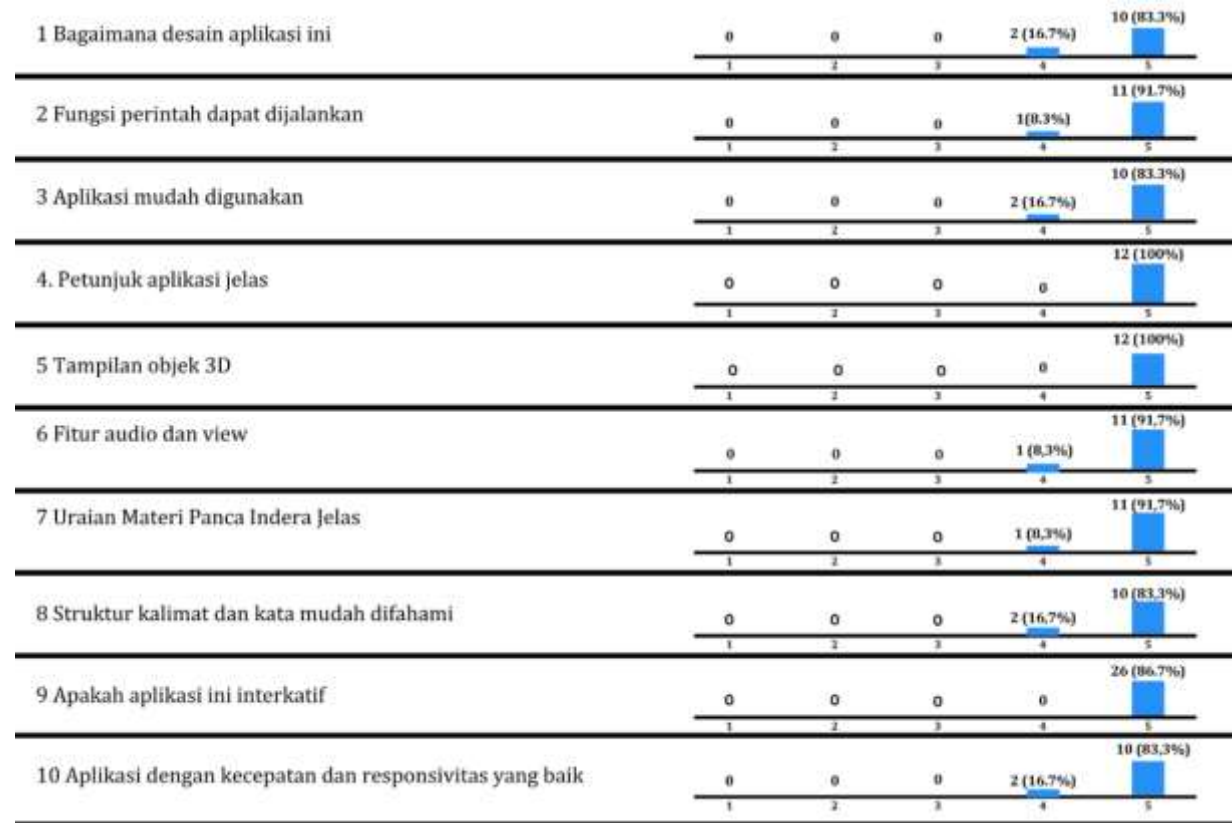 10 (83.3%)
1 Bagaimana desain aplikasi ini 0 0 0 2 (16.7%)
1 2 3 4 5
11 (91.7%)
2 Fungsi perintah dapat dijalankan 0 0 0 1(8.3%)
1 2 3 4 5
10 (83.3%)
3 Aplikasi mudah digunakan 0 0 0 2 (16.7%)
1 2 3 4 5
12 (100%)
4. Petunjuk aplikasi jelas 0 0 0 0
1 2 3 4 5
12 (100%)
5 Tampilan objek 3D 0 0 0 0
1 2 3 4 5
11 (91,7%)
6 Fitur audio dan view 0 0 0 1 (8,3%)
1 2 3 4 5
11 (91,7%)
7 Uraian Materi Panca Indera Jelas 0 0 0 1 (8,3%)
1 2 3 4 5
10 (83,3%)
8 Struktur kalimat dan kata mudah difahami 0 0 0 2 (16,7%)
1 2 3 4 5
26 (86.7%)
9 Apakah aplikasi ini interkatif 0 0 0 0
1 2 3 4 5
10 (83,3%)
10 Aplikasi dengan kecepatan dan responsivitas yang baik 0 0 0 2 (16.7%)
1 2 3 4 5